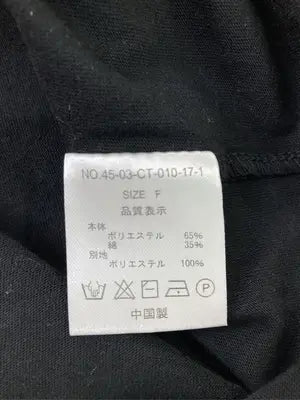 NO.45-03-CT-010-17-1
SIZE F
品質表示
本体
ポリエステル 65%
綿 35%
別地
ポリエステル 100%
中国製